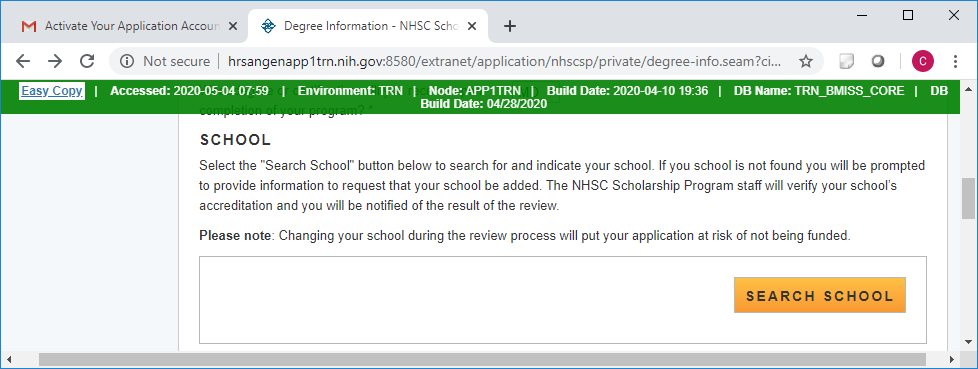 Activate Your Application Accoun
Degree Information - NHSC Scho
Not secure | hrsangenapp1trn.nih.gov:8580/extranet/application/nhscsp/private/degree-info.seam?ci...
C
Easy Copy | Accessed: 2020-05-04 07:59 | Environment: TRN | Node: APP1TRN | Build Date: 2020-04-10 19:36 | DB Name: TRN_BMISS_CORE | DB
Build Date: 04/28/2020
completion of your program? *
SCHOOL
Select the "Search School" button below to search for and indicate your school. If you school is not found you will be prompted
to provide information to request that your school be added. The NHSC Scholarship Program staff will verify your school's
accreditation and you will be notified of the result of the review.
Please note: Changing your school during the review process will put your application at risk of not being funded.
SEARCH SCHOOL